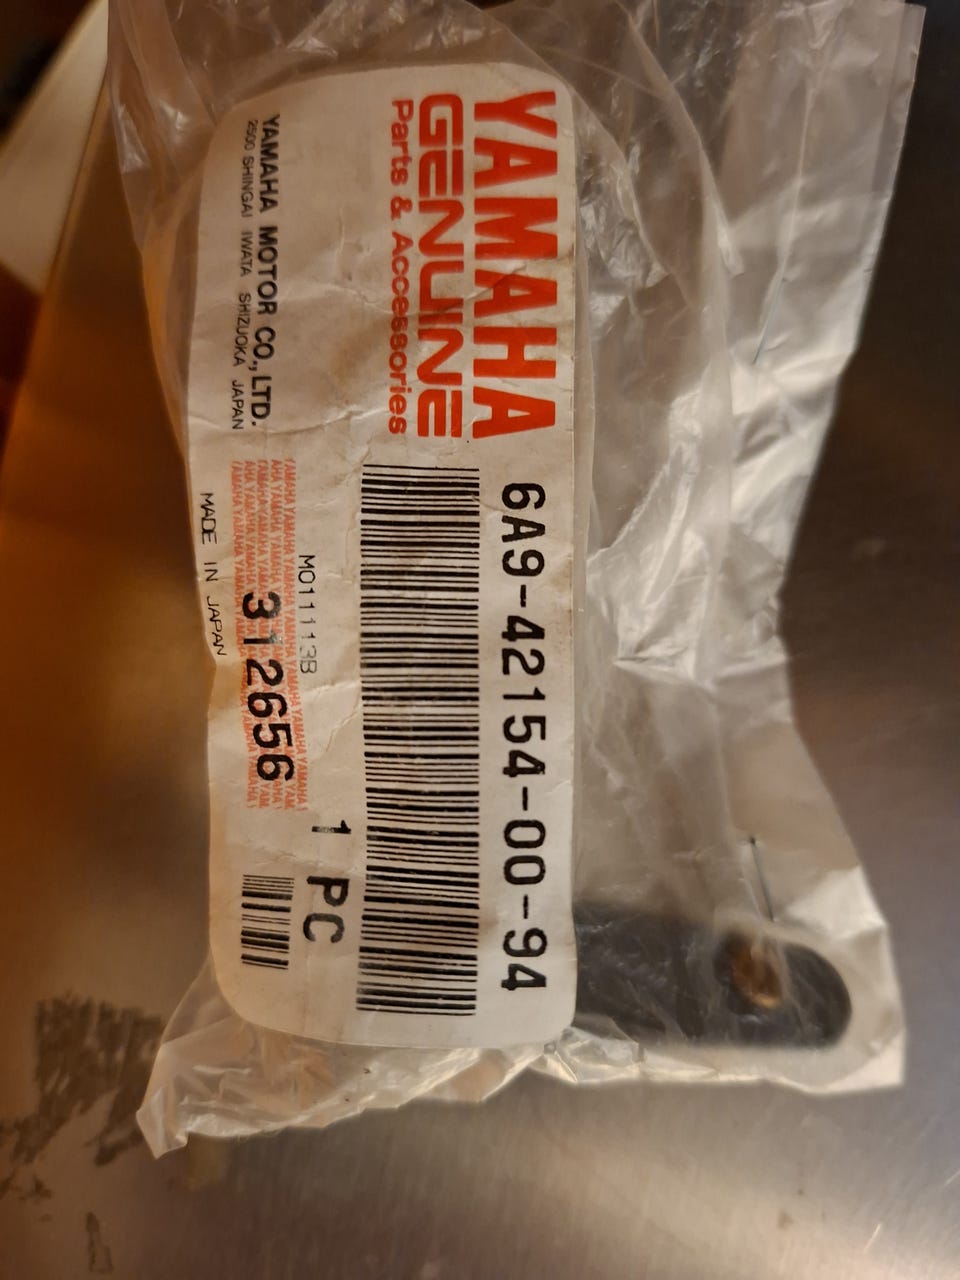 YAMAHA
GENUINE
Parts & Accessories
YAMAHA MOTOR CO., LTD.
2500 SHINGAI IWATA SHIZUOKA JAPAN
6A9-42154-00-94
1 PC
M011113B
312656
MADE IN JAPAN